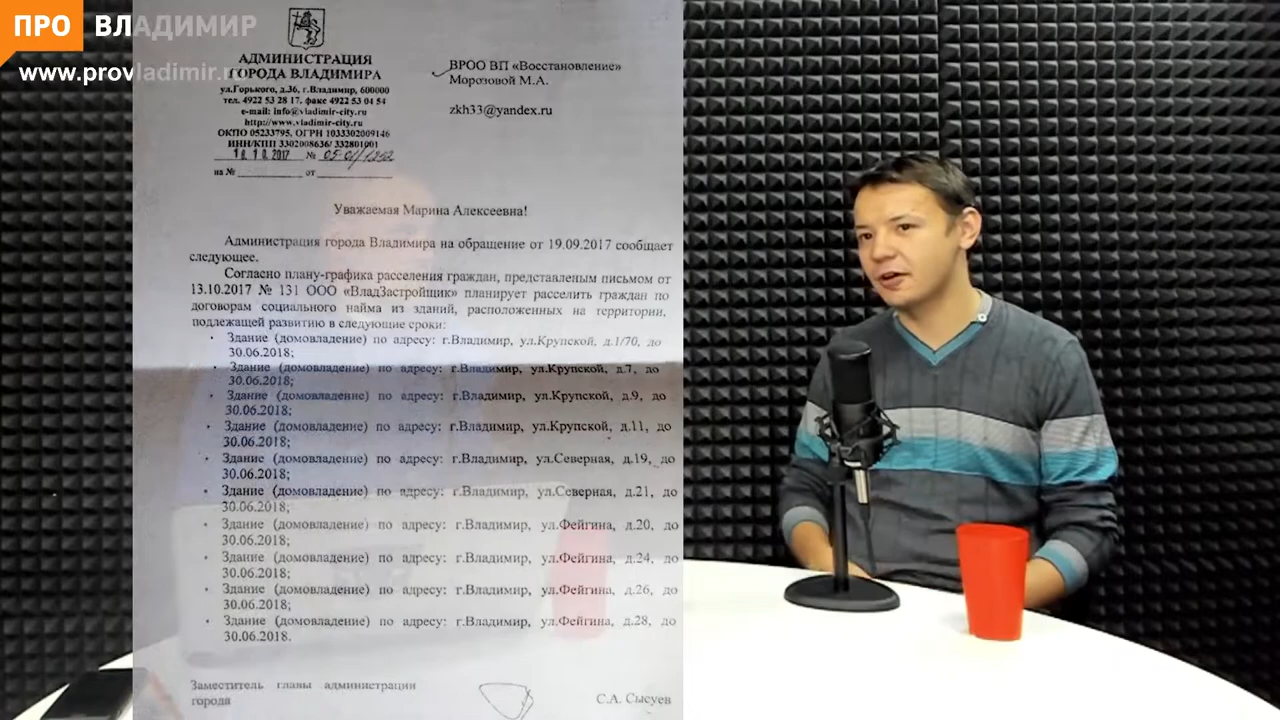 ПРО ВЛАДИМИР
www.provladimir.r
АДМИНИСТРАЦИЯ
ГОРОДА ВЛАДИМИРА
ул.Горького, д.36, г.Владимир, 600000
тел. 4922 53 28 17, факс 4922 53 04 54
e-mail: info@vladimir-city.ru
http://www.vladimir-city.ru
ОКПО 05233795, ОГРН 1033302009146
ИНН/КПП 3302008636/ 332801001
2017 №
на № от
ВРОО ВП «Восстановление»
Морозовой М.А.
zkh33@yandex.ru
Уважаемая Марина Алексеевна!
Администрация города Владимира на обращение от 19.09.2017 сообщает
следующее.
Согласно плану-графика расселения граждан, представленым письмом от
13.10.2017 № 131 ООО «ВладЗастройщик» планирует расселить граждан по
договорам социального найма из зданий, расположенных на территории,
подлежащей развитию в следующие сроки:
· Здание (домовладение) по адресу: г.Владимир, ул.Крупской, д.1/70, до
30.06.2018;
· Здание (домовладение) по адресу: г.Владимир, ул.Крупской, д.7, до
30.06.2018;
· Здание (домовладение) по адресу: г.Владимир, ул.Крупской, д.9, до
30.06.2018;
· Здание (домовладение) по адресу: г.Владимир, ул.Крупской, д.11, до
30.06.2018;
· Здание (домовладение) по адресу: г.Владимир, ул.Северная, д.19, до
30.06.2018;
· Здание (домовладение) по адресу: г.Владимир, ул.Северная, д.21, до
30.06.2018;
· Здание (домовладение) по адресу: г.Владимир, ул.Фейгина, д.20, до
30.06.2018;
· Здание (домовладение) по адресу: г.Владимир, ул.Фейгина, д.24, до
30.06.2018;
· Здание (домовладение) по адресу: г.Владимир, ул.Фейгина, д.26, до
30.06.2018;
· Здание (домовладение) по адресу: г.Владимир, ул.Фейгина, д.28, до
30.06.2018.
Заместитель главы администрации
города
С.А. Сысуев